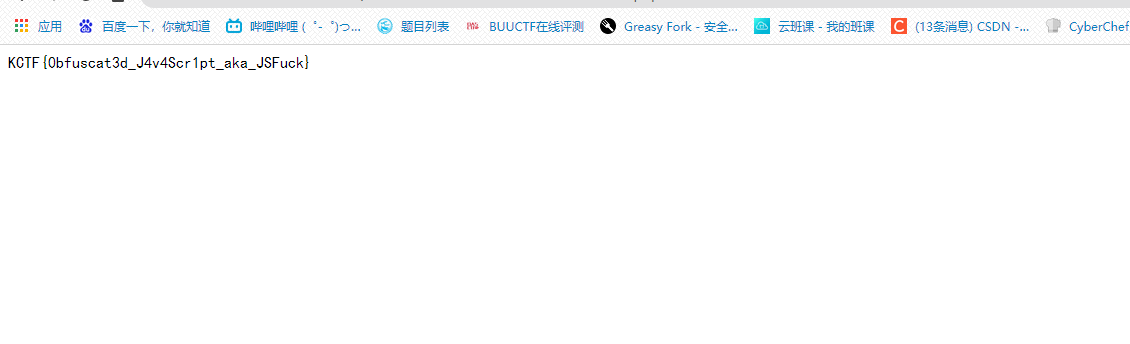 应用 百度一下，你就知道 哔哩哔哩 (゜-゜)つ... 题目列表 BUUCTF在线评测 Greasy Fork - 安全... 云班课 - 我的班课 (13条消息) CSDN -... CyberChef
KCTF{0bfuscat3d_J4v4Scr1pt_aka_JSFuck}